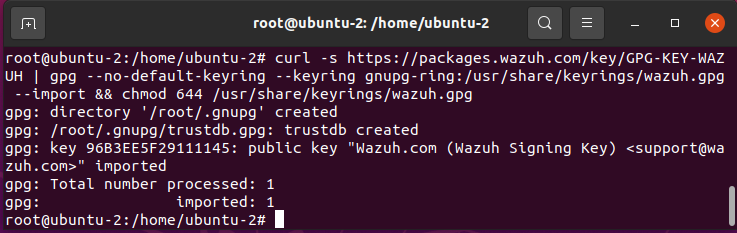 root@ubuntu-2: /home/ubuntu-2
root@ubuntu-2:/home/ubuntu-2# curl -s https://packages.wazuh.com/key/GPG-KEY-WAZ
UH | gpg --no-default-keyring --keyring gnupg-ring:/usr/share/keyrings/wazuh.gpg
 --import && chmod 644 /usr/share/keyrings/wazuh.gpg
gpg: directory '/root/.gnupg' created
gpg: /root/.gnupg/trustdb.gpg: trustdb created
gpg: key 96B3EE5F29111145: public key "Wazuh.com (Wazuh Signing Key) <support@wa
zuh.com>" imported
gpg: Total number processed: 1
gpg:               imported: 1
root@ubuntu-2:/home/ubuntu-2#